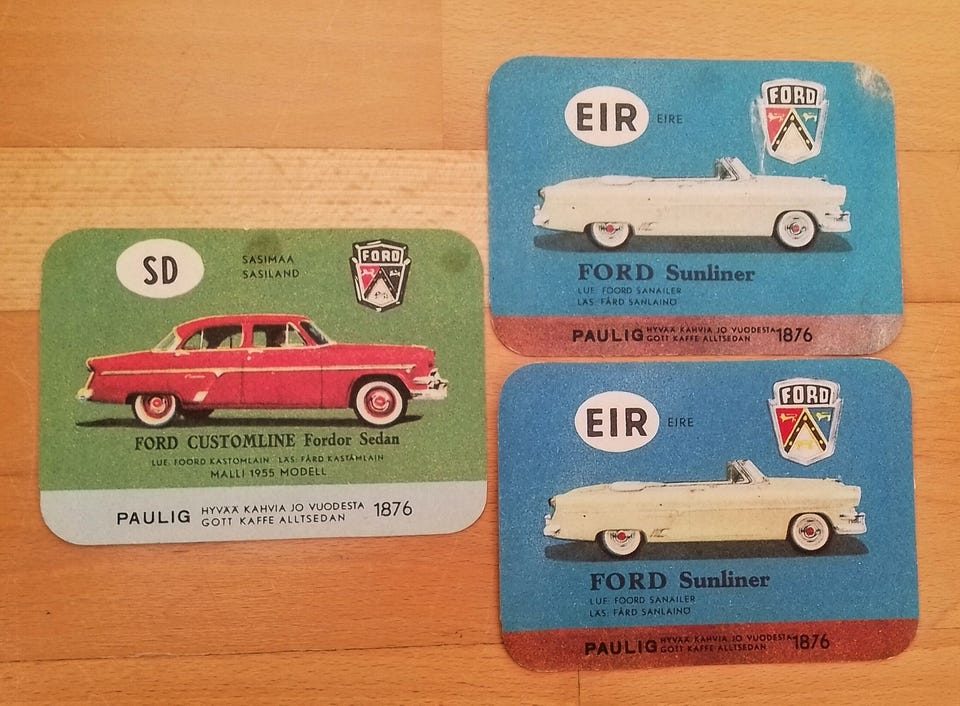 SD
SASIMAA
SASILAND
FORD
FORD CUSTOMLINE Fordor Sedan
LUE: FOORD KASTOMLAIN LÄS: FÅRD KASTÅMLAIN
MALLI 1955 MODELL
PAULIG HYVÄÄ KAHVIA JO VUODESTA 1876
GOTT KAFFE ALLTSEDAN
EIR EIRE
FORD
FORD Sunliner
LUE: FOORD SANAILER
LÄS: FÅRD SANLAINÖ
PAULIG HYVÄÄ KAHVIA JO VUODESTA 1876
GOTT KAFFE ALLTSEDAN
EIR EIRE
FORD
FORD Sunliner
LUE: FOORD SANAILER
LÄS: FÅRD SANLAINÖ
PAULIG HYVÄÄ KAHVIA JO VUODESTA 1876
GOTT KAFFE ALLTSEDAN